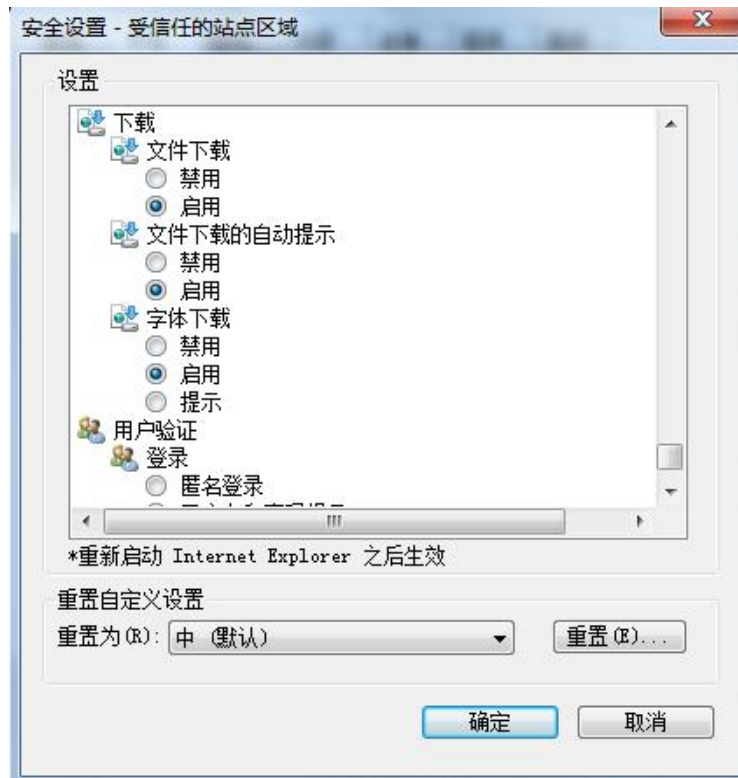 安全设置 - 受信任的站点区域
设置
下载
文件下载
禁用
启用
文件下载的自动提示
禁用
启用
字体下载
禁用
启用
提示
用户验证
登录
匿名登录
*重新启动 Internet Explorer 之后生效
重置自定义设置
重置为(R): 中 (默认) 重置(E)...
确定 取消